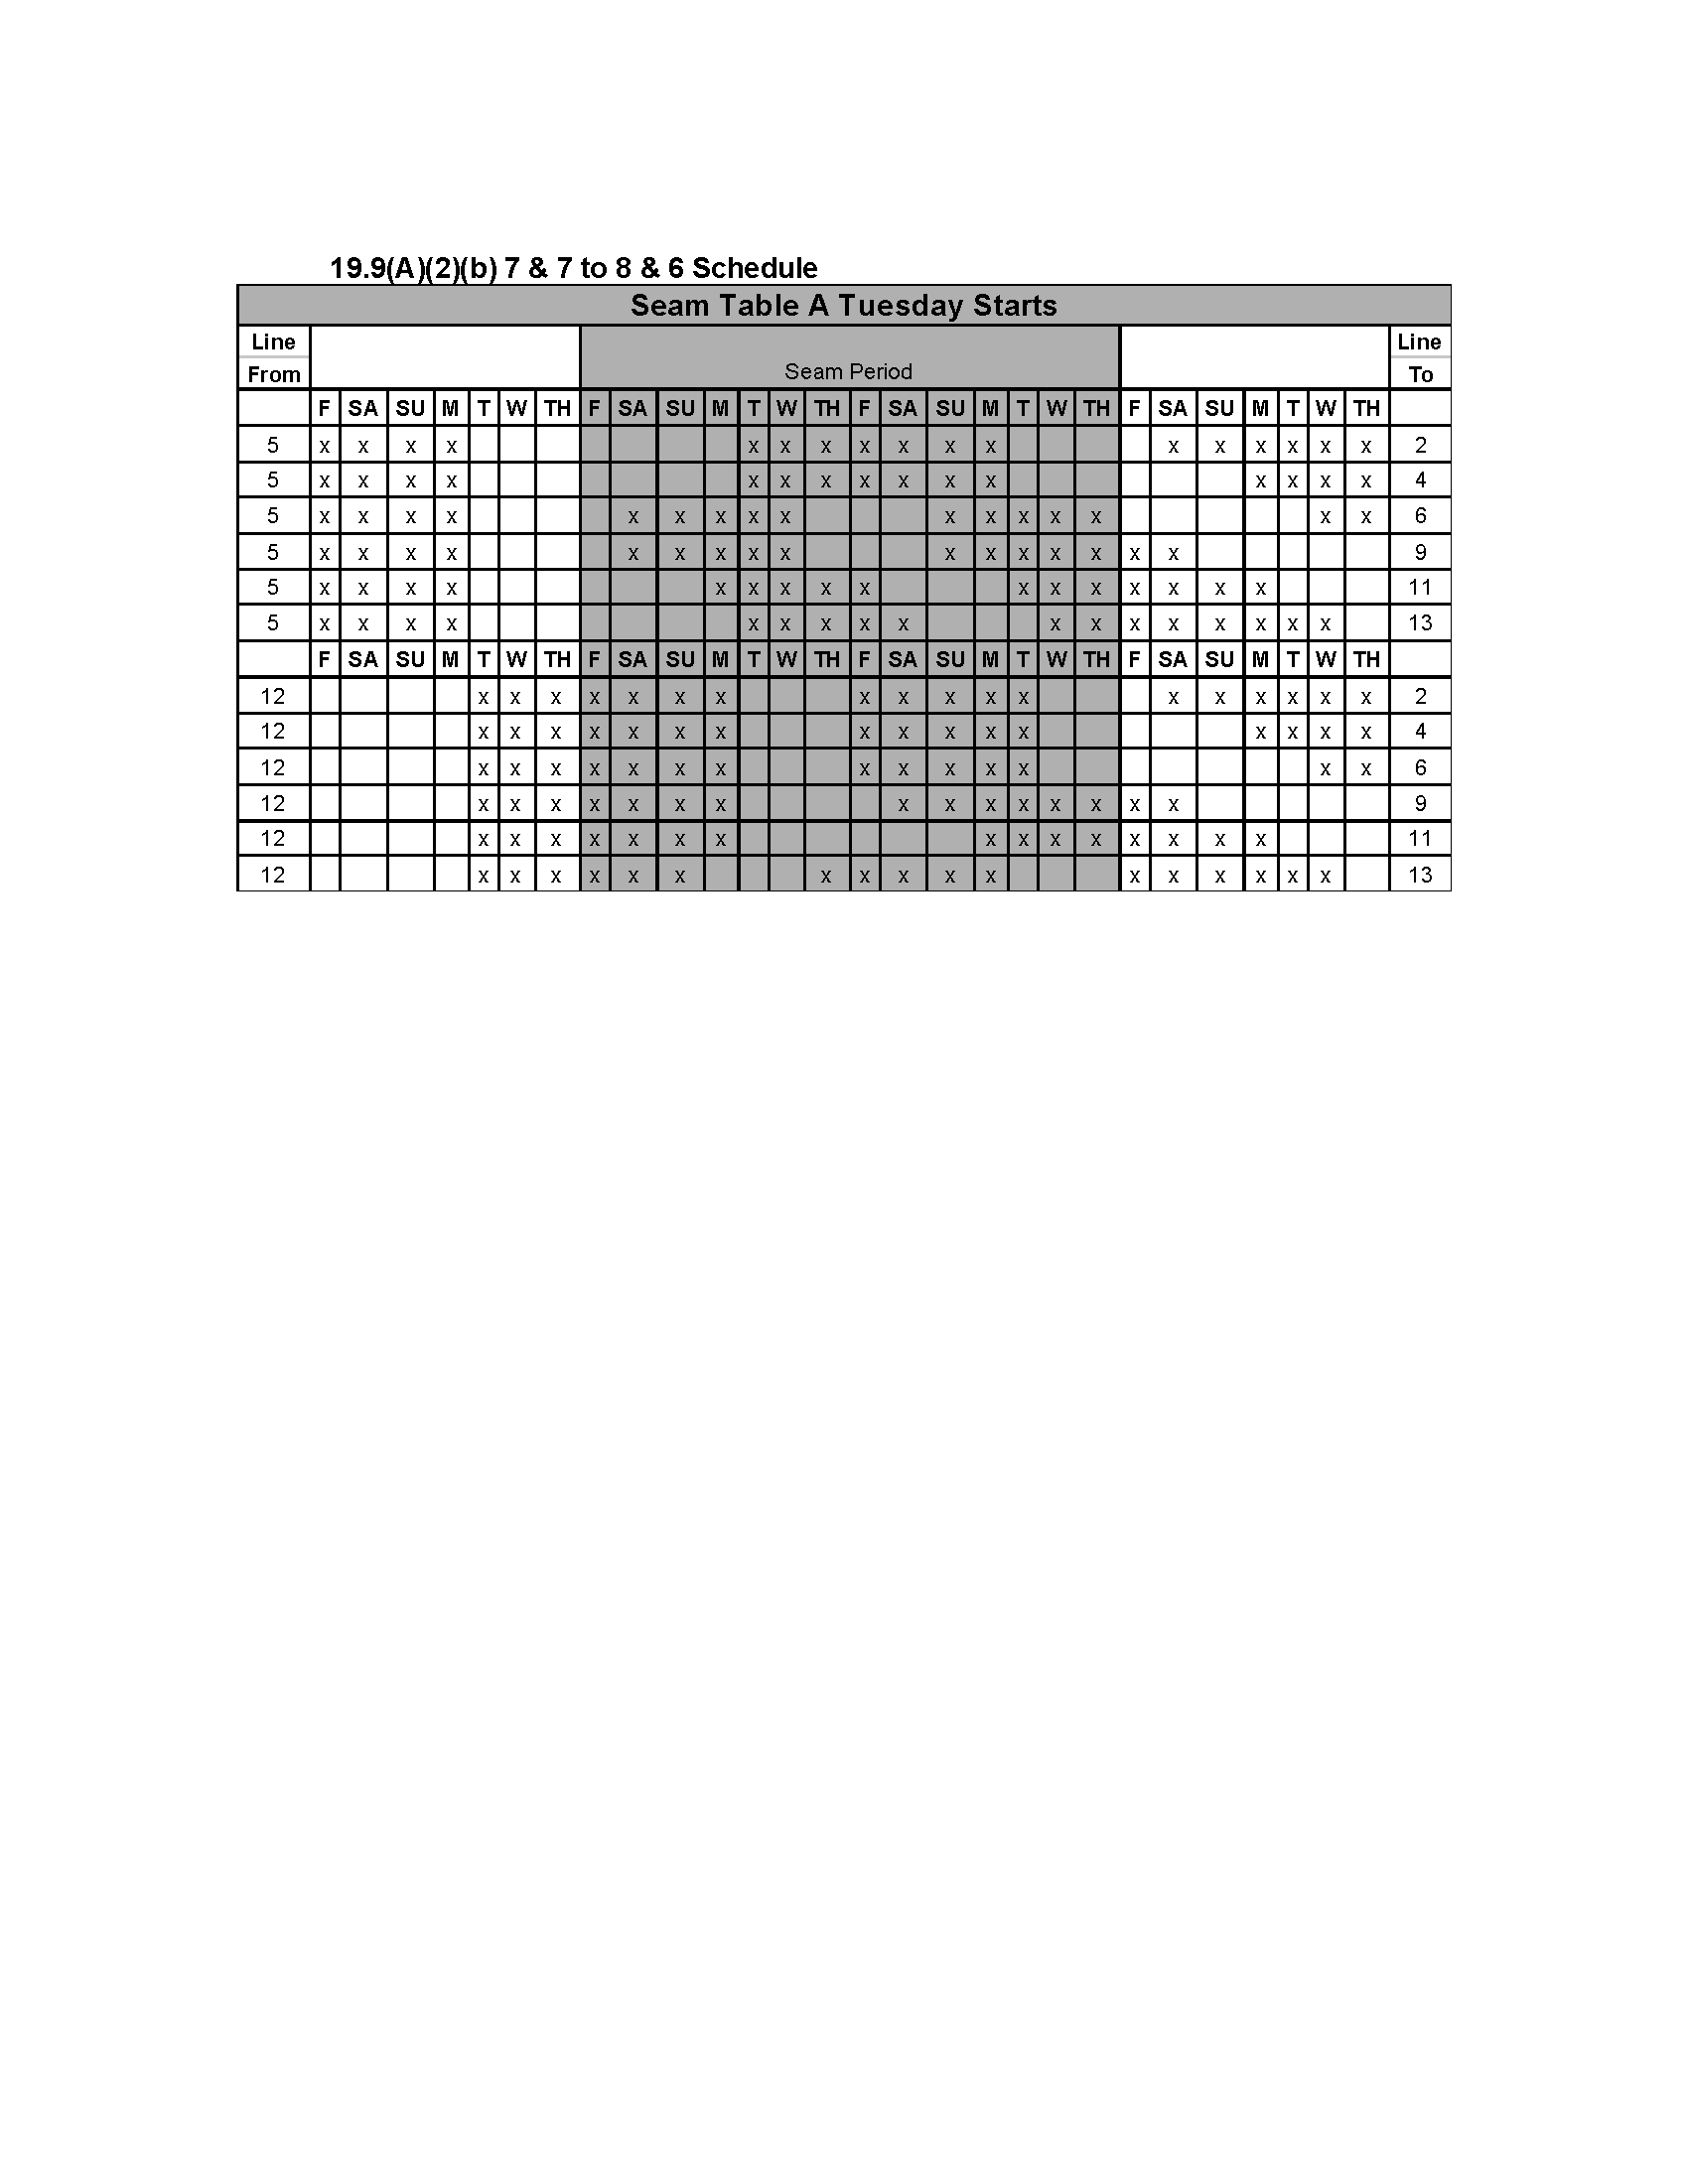 19.9(A)(2)(b) 7 & 7 to 8 & 6 Schedule
Seam Table A Tuesday Starts
Line Line
From Seam Period To
F SA SU M T W TH F SA SU M T W TH F SA SU M T W TH F SA SU M T W TH
5 x x x x x x x x x x x x x x x x x 2
5 x x x x x x x x x x x x x x x 4
5 x x x x x x x x x x x x x x x x 6
5 x x x x x x x x x x x x x x x x 9
5 x x x x x x x x x x x x x x x x 11
5 x x x x x x x x x x x x x x x x x 13
F SA SU M T W TH F SA SU M T W TH F SA SU M T W TH F SA SU M T W TH
12 x x x x x x x x x x x x x x x x x x 2
12 x x x x x x x x x x x x x x x x 4
12 x x x x x x x x x x x x x x 6
12 x x x x x x x x x x x x x x x 9
12 x x x x x x x x x x x x x x x 11
12 x x x x x x x x x x x x x x x x x 13